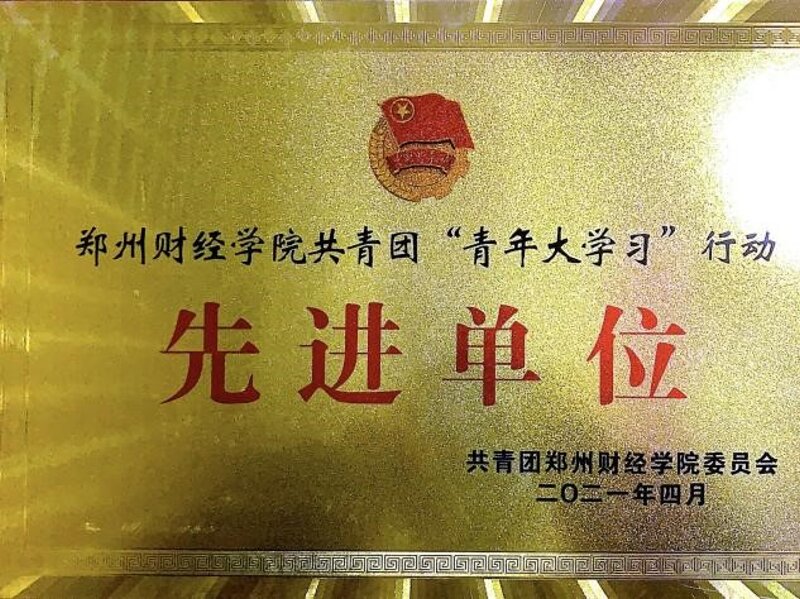 郑州财经学院共青团“青年大学习”行动
先进单位
共青团郑州财经学院委员会
二〇二一年四月